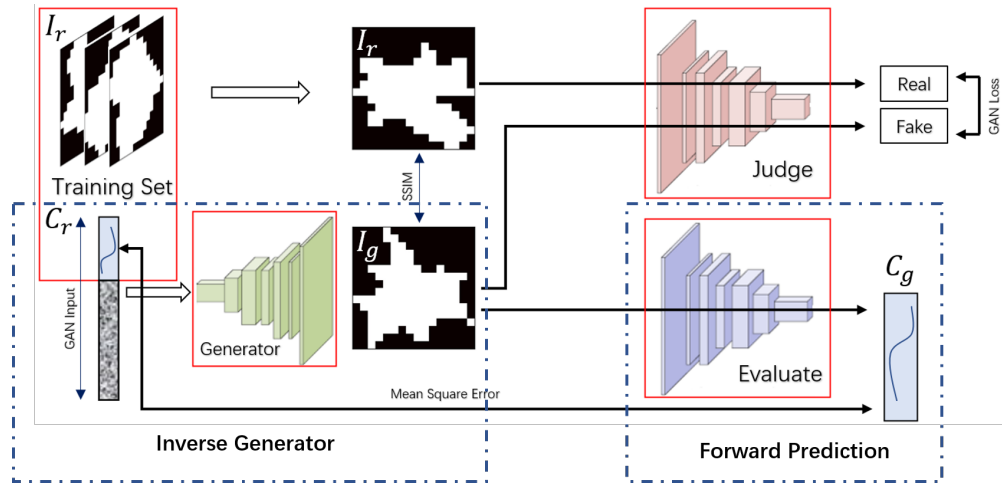 I_r
Training Set
I_r
SSIM
Judge
Real
Fake
GAN Loss
C_r
GAN Input
Generator
I_g
Evaluate
C_g
Mean Square Error
Inverse Generator
Forward Prediction